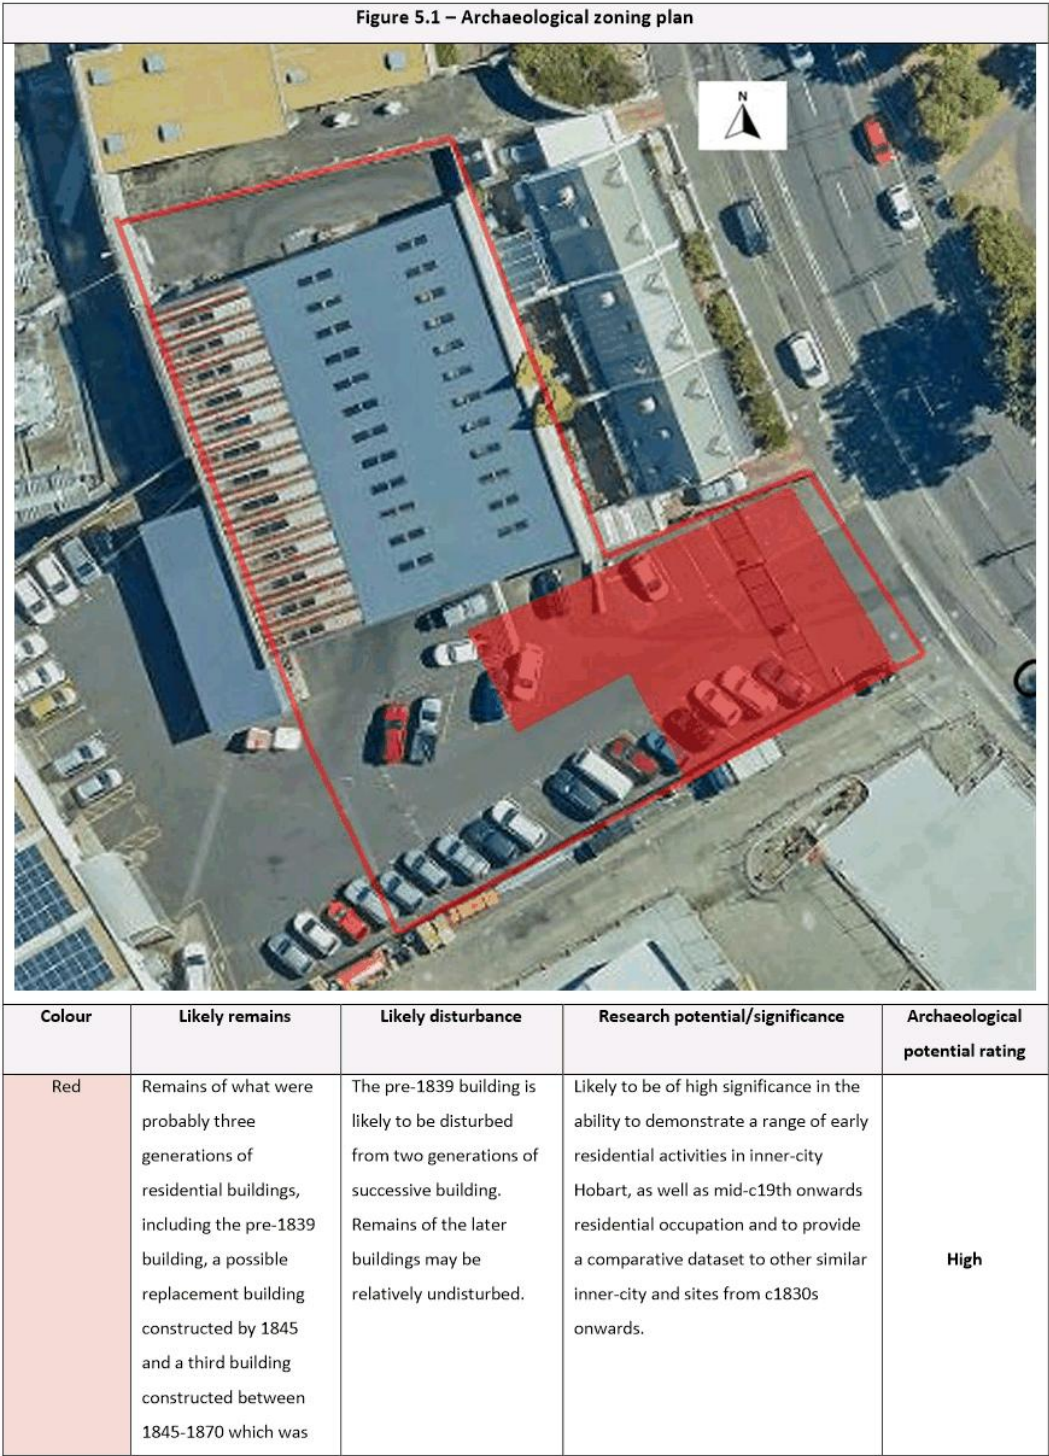 Figure 5.1 – Archaeological zoning plan
N
Colour
Likely remains
Likely disturbance
Research potential/significance
Archaeological
potential rating
Red
Remains of what were
probably three
generations of
residential buildings,
including the pre-1839
building, a possible
replacement building
constructed by 1845
and a third building
constructed between
1845-1870 which was
The pre-1839 building is
likely to be disturbed
from two generations of
successive building.
Remains of the later
buildings may be
relatively undisturbed.
Likely to be of high significance in the
ability to demonstrate a range of early
residential activities in inner-city
Hobart, as well as mid-c19th onwards
residential occupation and to provide
a comparative dataset to other similar
inner-city and sites from c1830s
onwards.
High